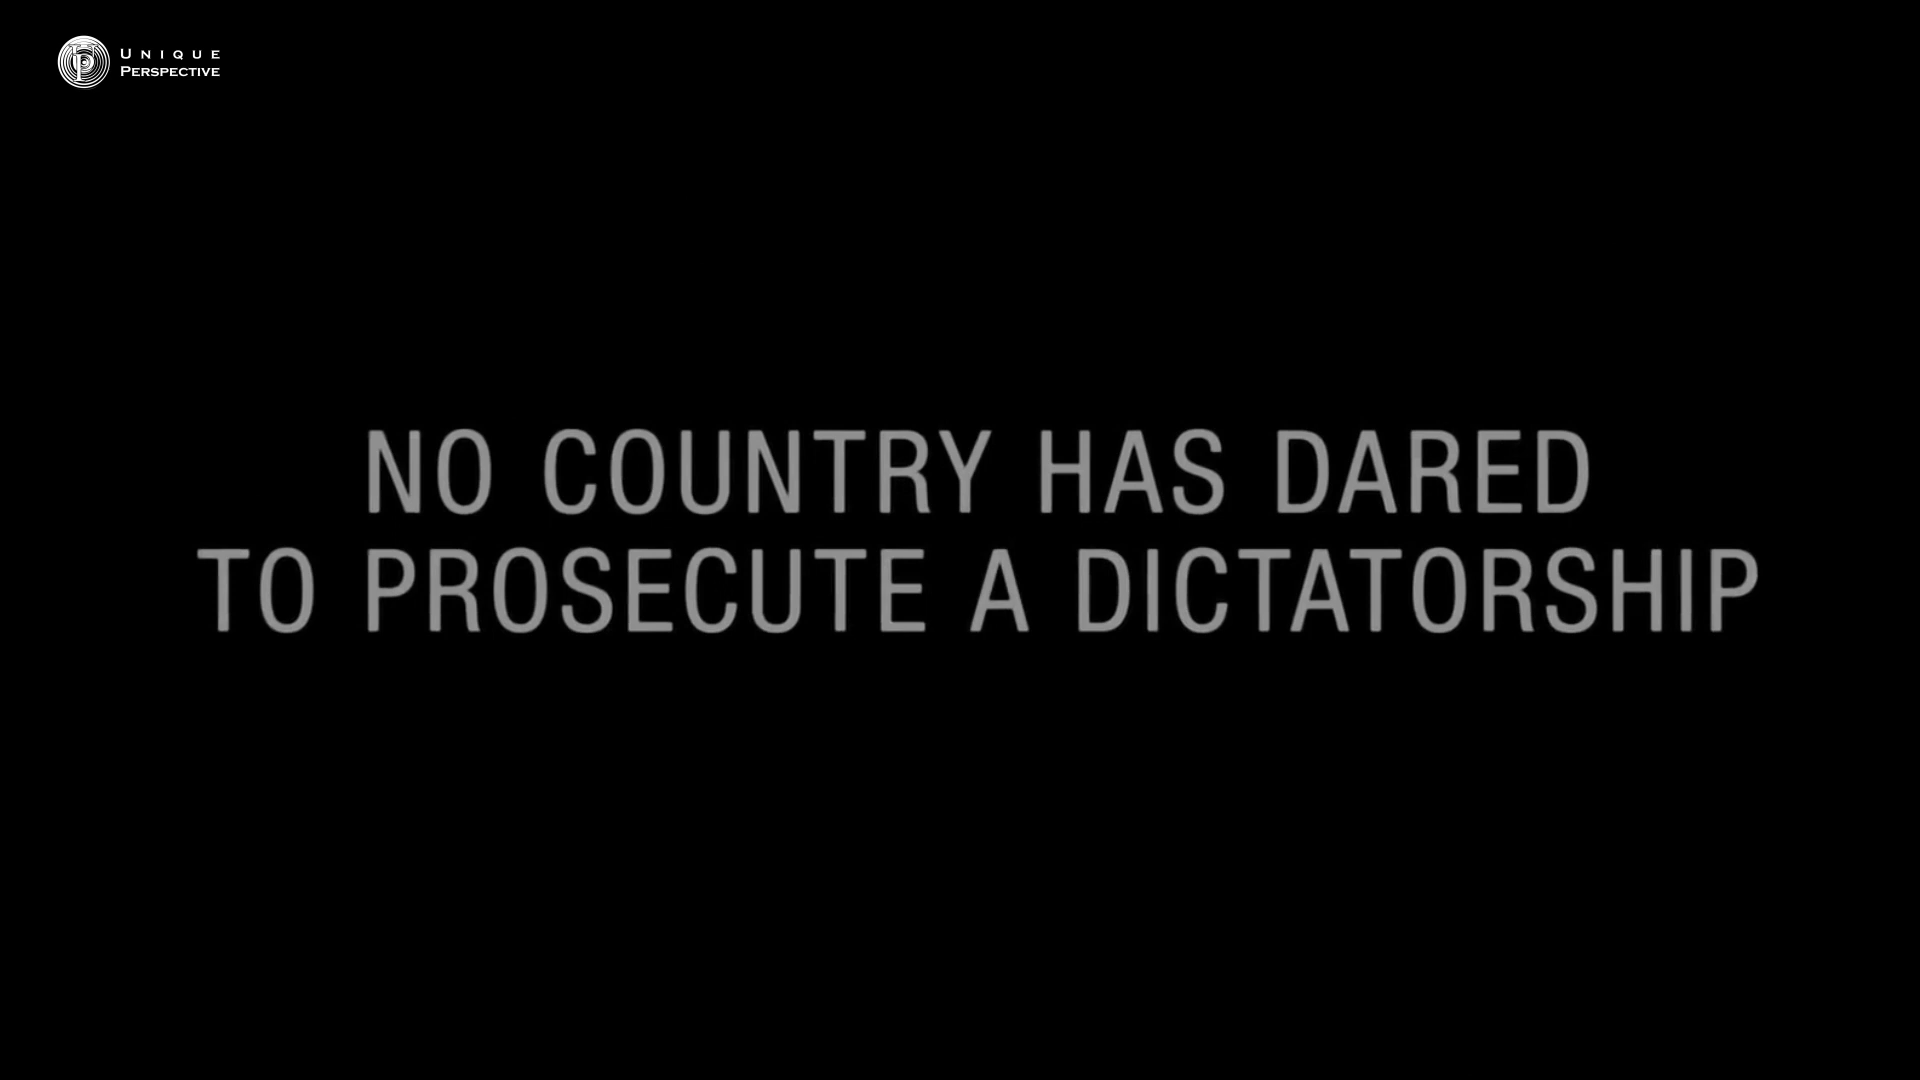 UNIQUE
PERSPECTIVE
NO COUNTRY HAS DARED
TO PROSECUTE A DICTATORSHIP